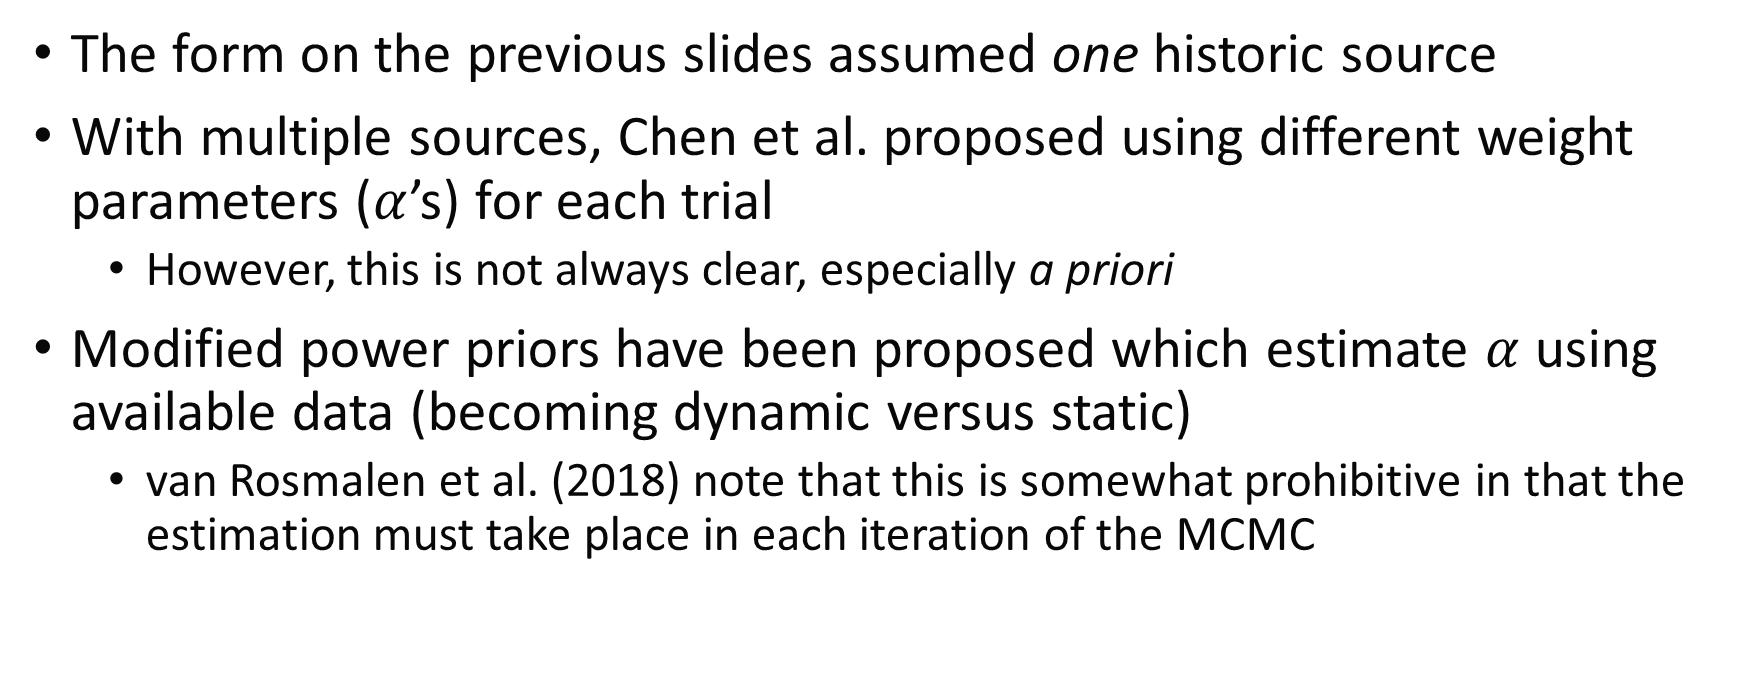 • The form on the previous slides assumed one historic source
• With multiple sources, Chen et al. proposed using different weight
parameters (𝛼’s) for each trial
• However, this is not always clear, especially a priori
• Modified power priors have been proposed which estimate 𝛼 using
available data (becoming dynamic versus static)
• van Rosmalen et al. (2018) note that this is somewhat prohibitive in that the
estimation must take place in each iteration of the MCMC